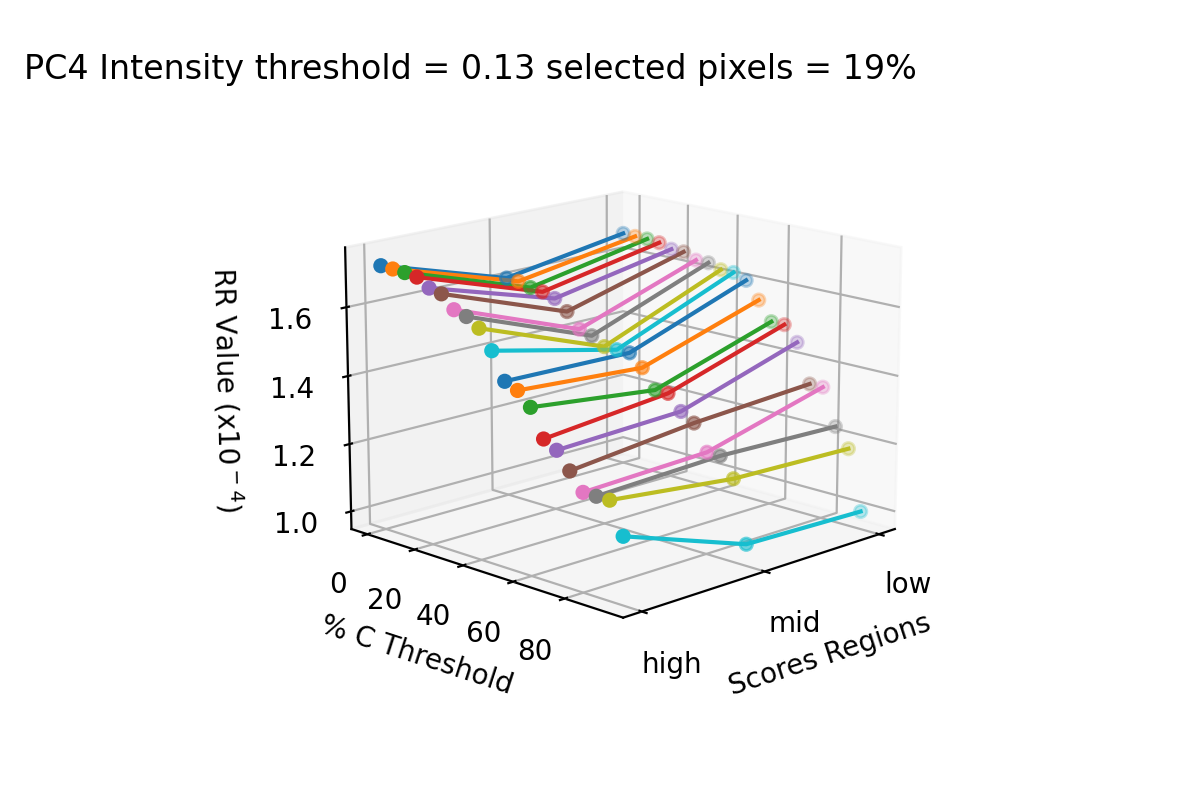 PC4 Intensity threshold = 0.13 selected pixels = 19%
RR Value (x10⁻⁴)
1.6
1.4
1.2
1.0
0
20
40
60
80
% C Threshold
high
mid
low
Scores Regions